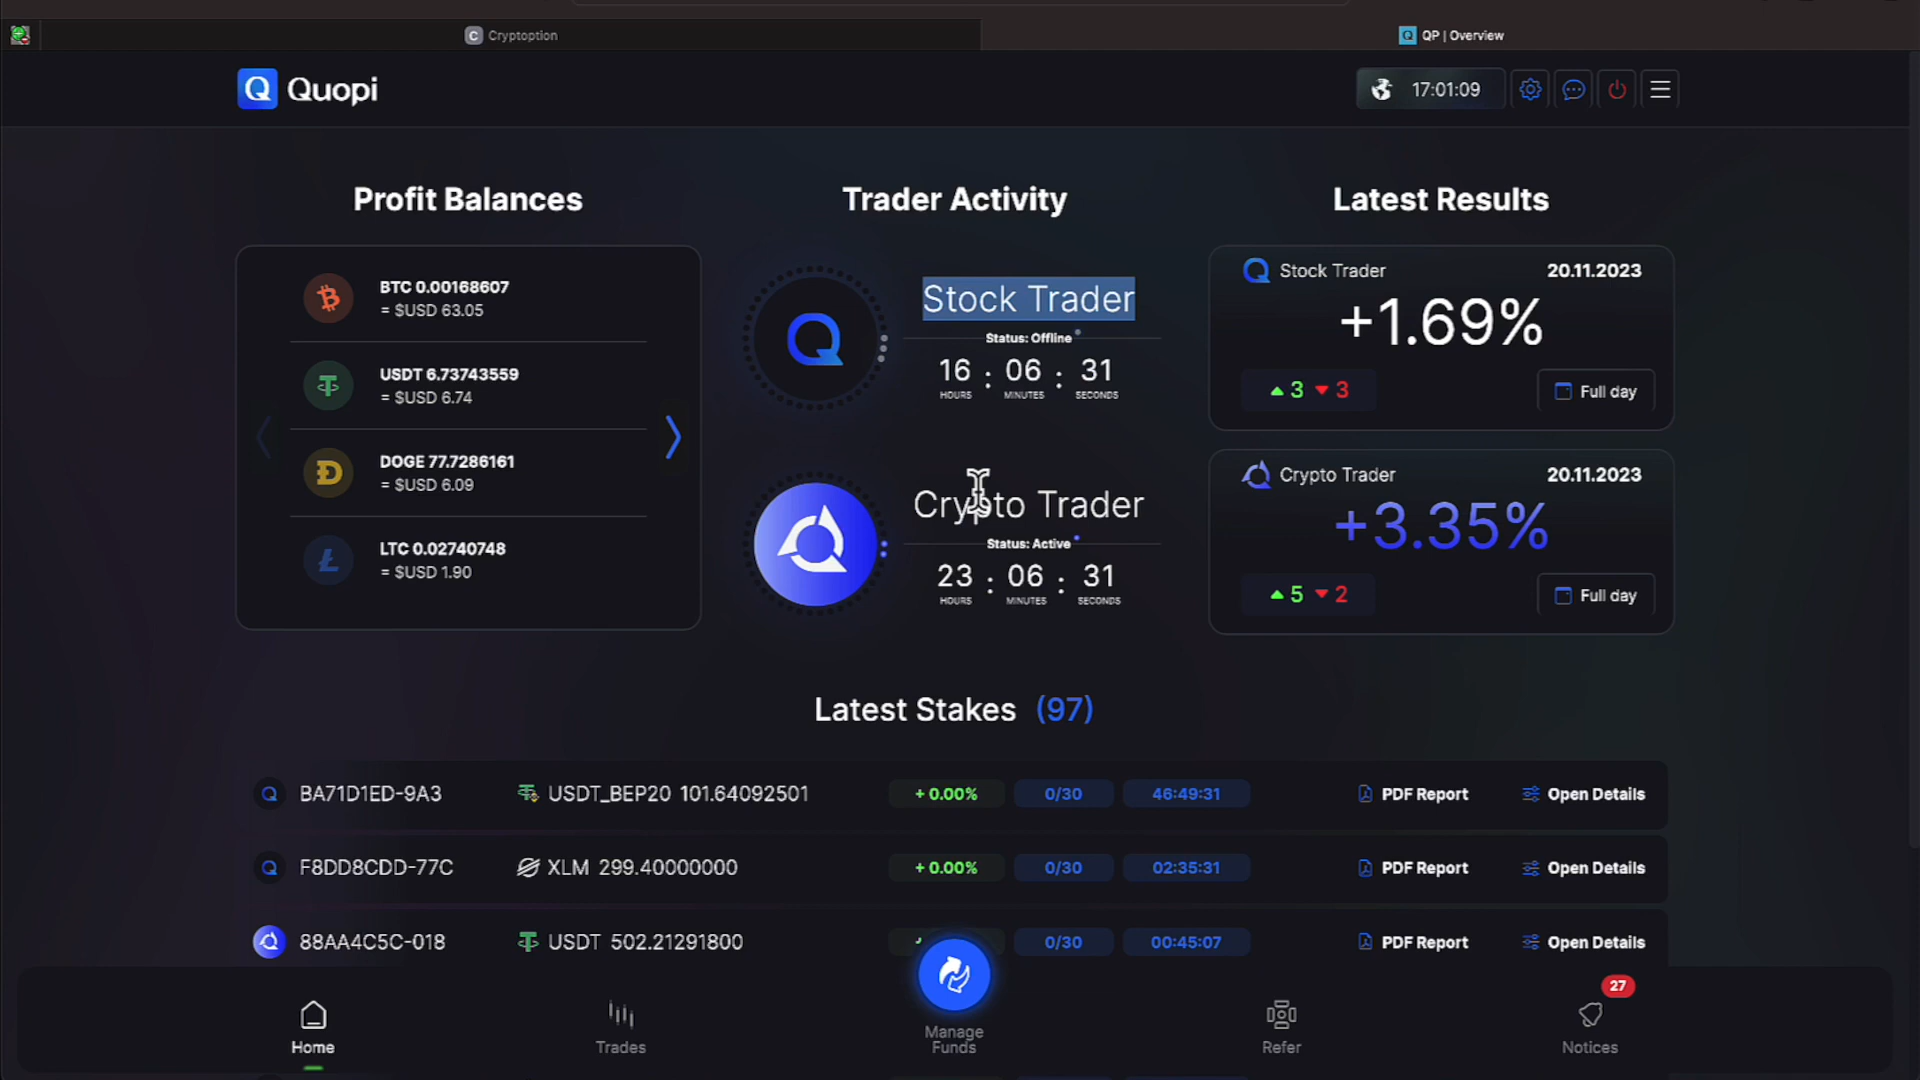 C Cryptoption
Q QP | Overview
Q Quopi
17:01:09
Profit Balances
Trader Activity
Latest Results
BTC 0.00168607
= $USD 63.05
USDT 6.73743559
= $USD 6.74
DOGE 77.7286161
= $USD 6.09
LTC 0.02740748
= $USD 1.90
Stock Trader
Status: Offline
16 : 06 : 31
HOURS MINUTES SECONDS
Crypto Trader
Status: Active
23 : 06 : 31
HOURS MINUTES SECONDS
Stock Trader 20.11.2023
+1.69%
3 3 Full day
Crypto Trader 20.11.2023
+3.35%
5 2 Full day
Latest Stakes (97)
BA71D1ED-9A3 USDT_BEP20 101.64092501 + 0.00% 0/30 46:49:31 PDF Report Open Details
F8DD8CDD-77C XLM 299.40000000 + 0.00% 0/30 02:35:31 PDF Report Open Details
88AA4C5C-018 USDT 502.21291800 0/30 00:45:07 PDF Report Open Details
Home
Trades
Manage
Funds
Refer
27
Notices